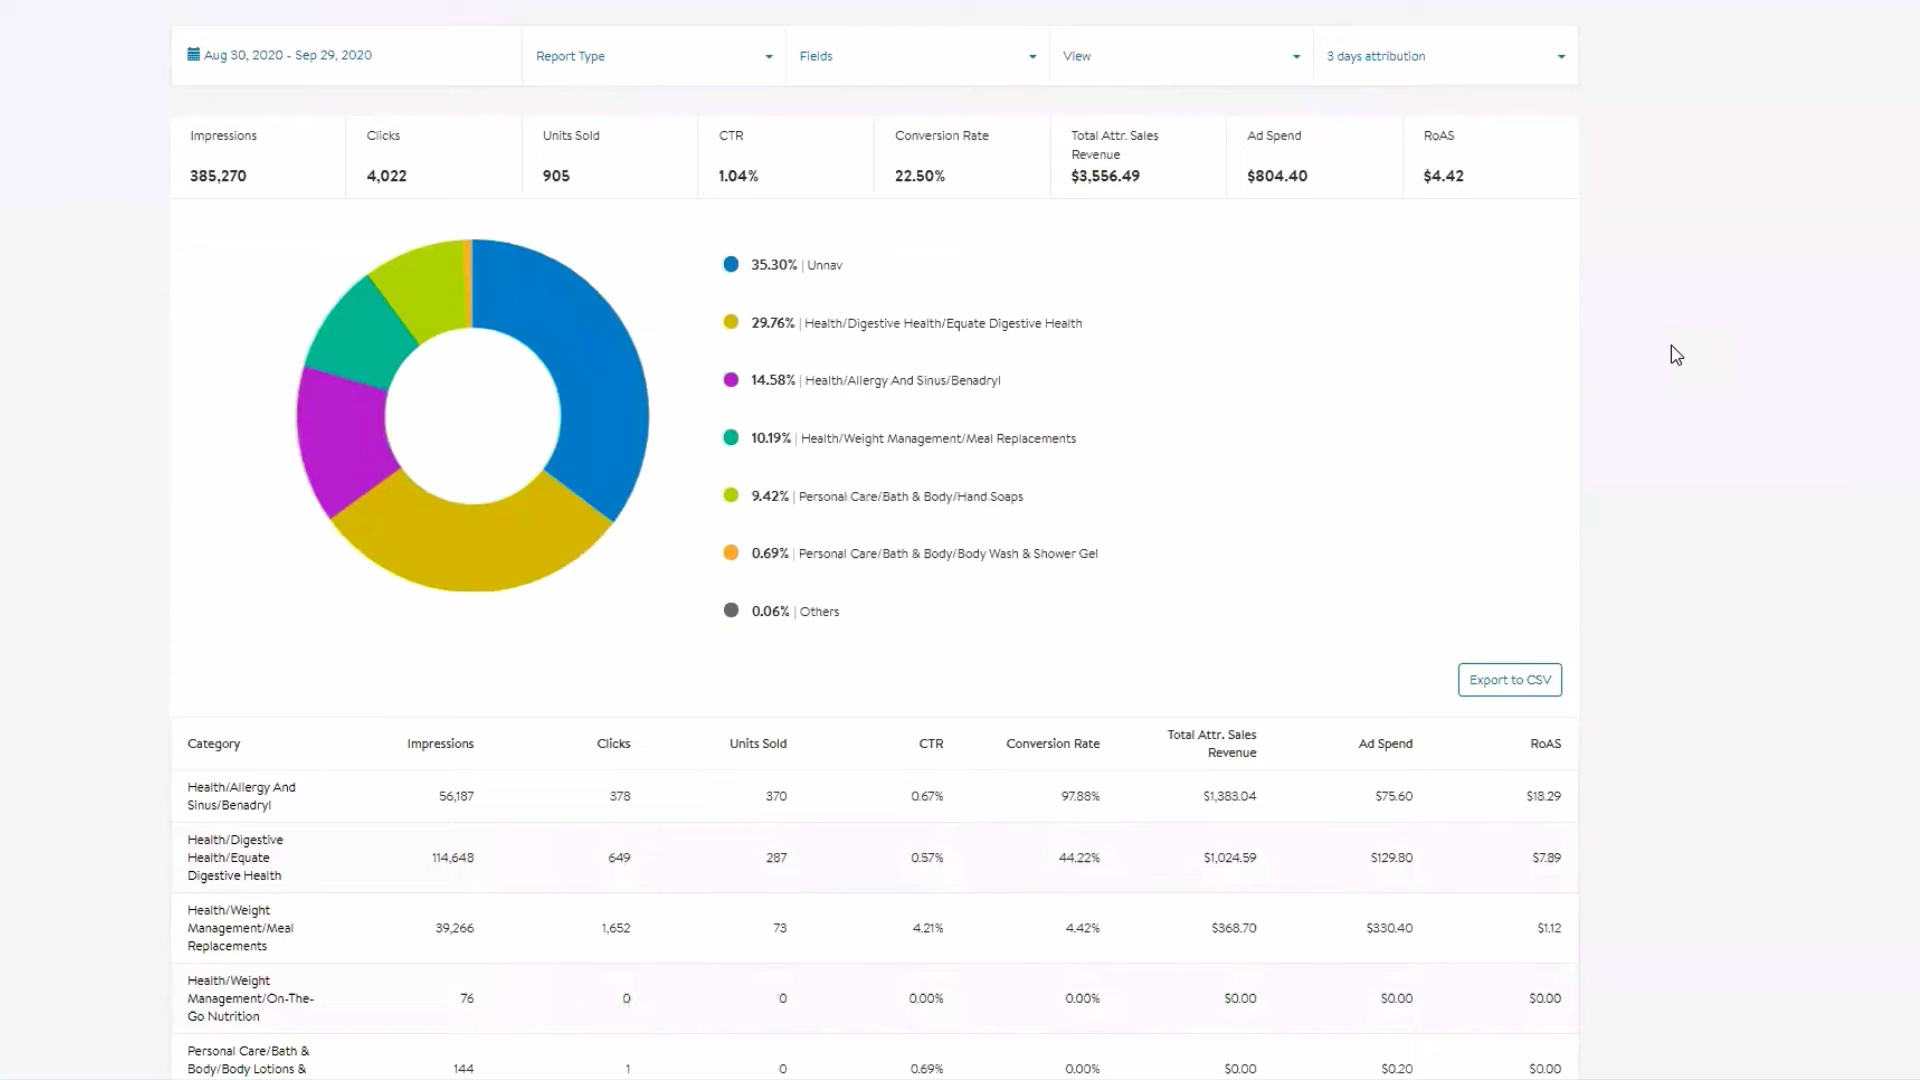 Aug 30, 2020 - Sep 29, 2020
Report Type
Fields
View
3 days attribution
Impressions
Clicks
Units Sold
CTR
Conversion Rate
Total Attr. Sales
Revenue
Ad Spend
RoAS
385,270
4,022
905
1.04%
22.50%
$3,556.49
$804.40
$4.42
35.30% | Unnav
29.76% | Health/Digestive Health/Equate Digestive Health
14.58% | Health/Allergy And Sinus/Benadryl
10.19% | Health/Weight Management/Meal Replacements
9.42% | Personal Care/Bath & Body/Hand Soaps
0.69% | Personal Care/Bath & Body/Body Wash & Shower Gel
0.06% | Others
Export to CSV
Category
Impressions
Clicks
Units Sold
CTR
Conversion Rate
Total Attr. Sales
Revenue
Ad Spend
RoAS
Health/Allergy And
Sinus/Benadryl
56,187
378
370
0.67%
97.88%
$1,383.04
$75.60
$18.29
Health/Digestive
Health/Equate
Digestive Health
114,648
649
287
0.57%
44.22%
$1,024.59
$129.80
$7.89
Health/Weight
Management/Meal
Replacements
39,266
1,652
73
4.21%
4.42%
$368.70
$330.40
$1.12
Health/Weight
Management/On-The-
Go Nutrition
76
0
0
0.00%
0.00%
$0.00
$0.00
$0.00
Personal Care/Bath &
Body/Body Lotions &
144
1
0
0.69%
0.00%
$0.00
$0.20
$0.00